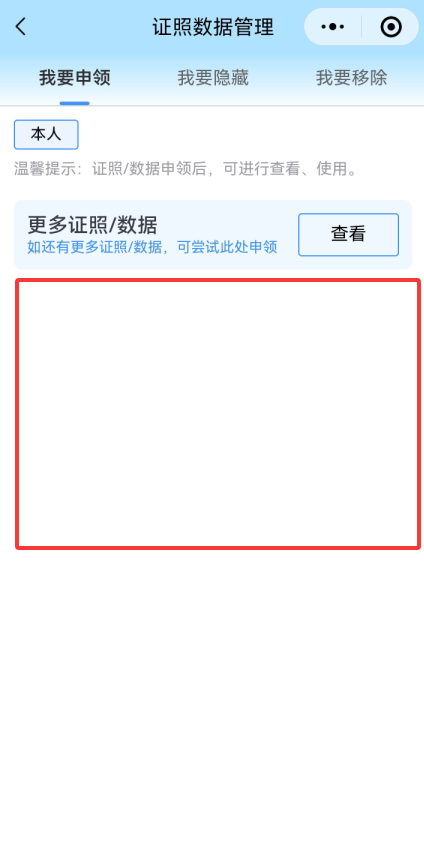 证照数据管理
我要申领 我要隐藏 我要移除
本人
温馨提示：证照/数据申领后，可进行查看、使用。
更多证照/数据
如还有更多证照/数据，可尝试此处申领
查看